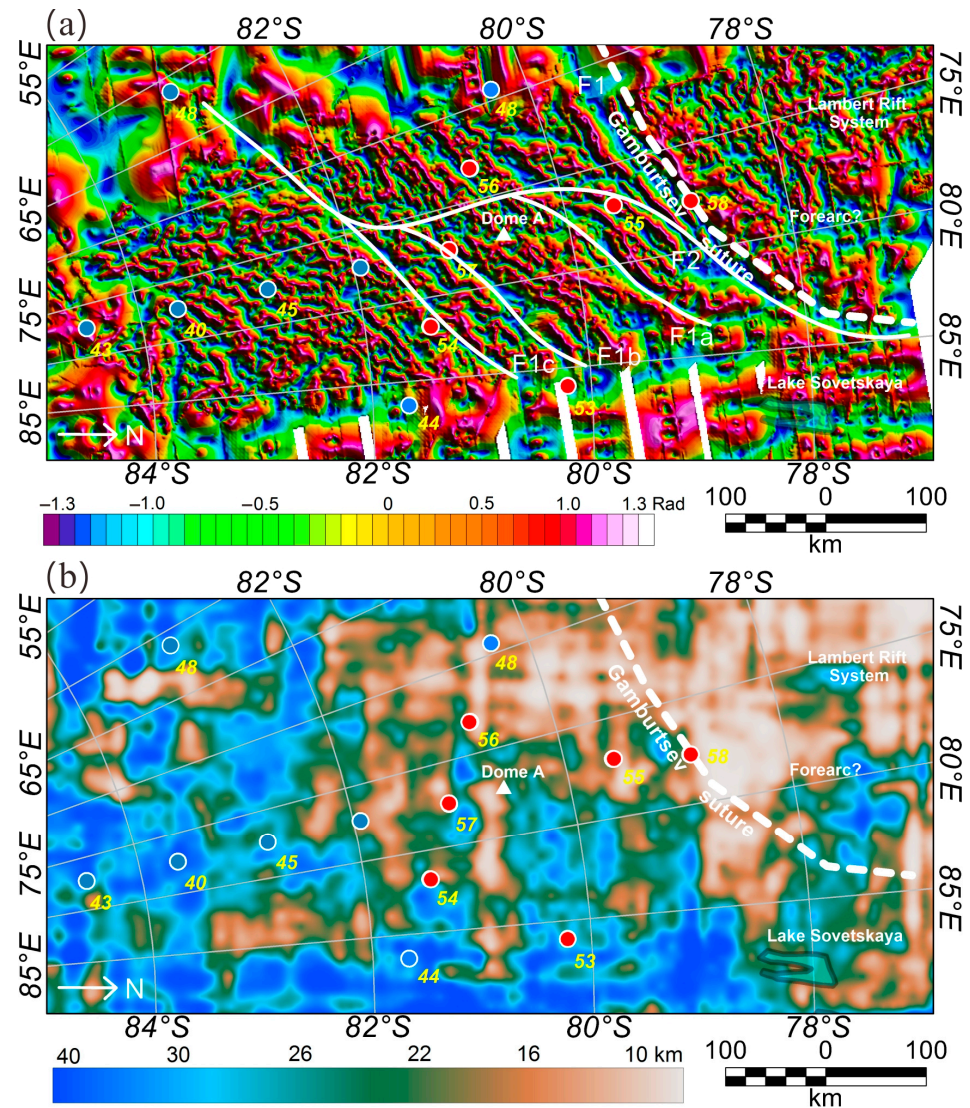 (a)
82°S
80°S
78°S
55°E
65°E
75°E
85°E
75°E
80°E
85°E
F1
Lambert Rift
System
Gamburtsev
suture
48
48
56
58
55
Dome A
Forearc?
57
F2
45
40
43
54
F1a
F1b
F1c
53
44
Lake Sovetskaya
N
84°S
82°S
80°S
78°S
−1.3
−1.0
−0.5
0
0.5
1.0
1.3 Rad
100
0
100
km
(b)
82°S
80°S
78°S
55°E
65°E
75°E
85°E
75°E
80°E
85°E
Lambert Rift
System
Gamburtsev
suture
48
48
56
58
55
Dome A
Forearc?
57
45
40
43
54
53
44
Lake Sovetskaya
N
84°S
82°S
80°S
78°S
40
30
26
22
16
10 km
100
0
100
km